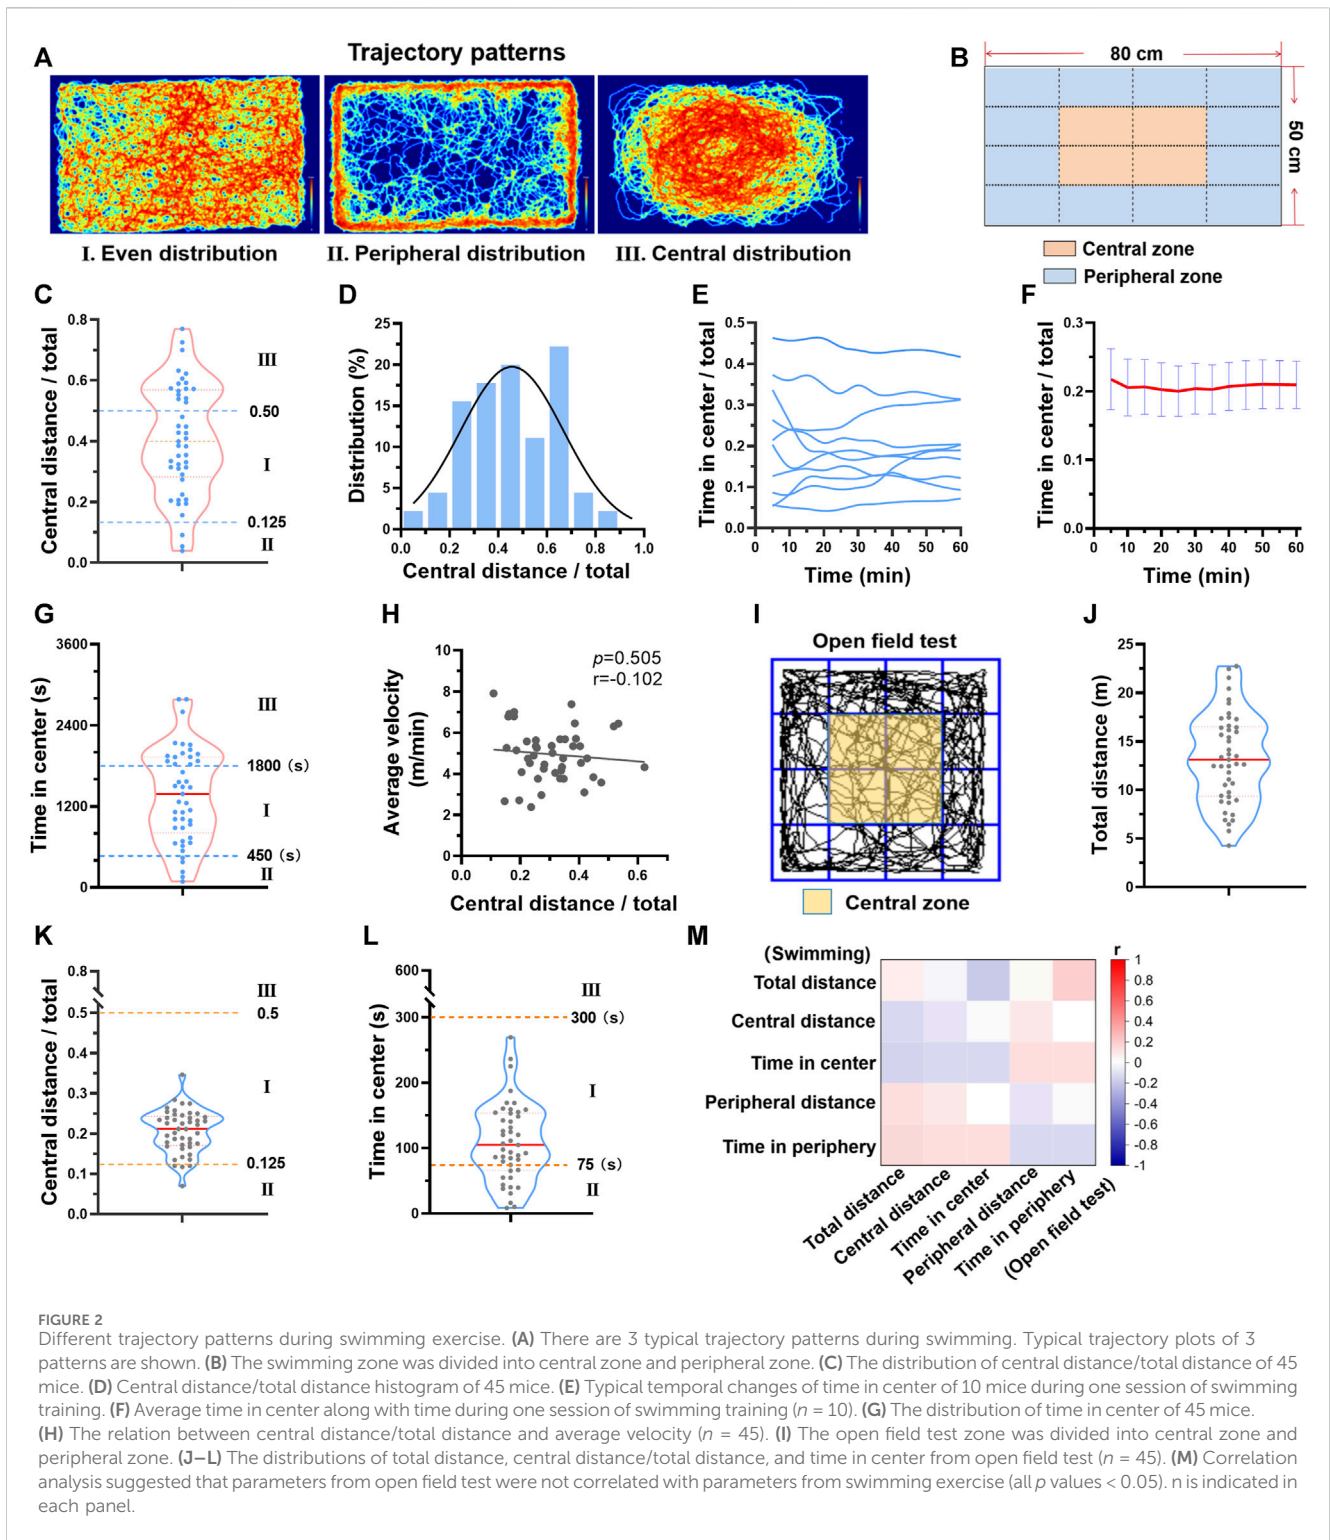 Trajectory patterns
A
I. Even distribution
II. Peripheral distribution
III. Central distribution
B
80 cm
50 cm
Central zone
Peripheral zone
C
Central distance / total
0.8
0.6
0.4
0.2
0.0
III
0.50
I
0.125
II
D
Distribution (%)
25
20
15
10
5
0
0.0 0.2 0.4 0.6 0.8 1.0
Central distance / total
E
Time in center / total
0.5
0.4
0.3
0.2
0.1
0.0
0 10 20 30 40 50 60
Time (min)
F
Time in center / total
0.3
0.2
0.1
0.0
0 10 20 30 40 50 60
Time (min)
G
Time in center (s)
3600
2400
1200
0
III
1800 (s)
I
450 (s)
II
H
Average velocity
(m/min)
10
8
6
4
2
0
p=0.505
r=-0.102
0.0 0.2 0.4 0.6
Central distance / total
I
Open field test
Central zone
J
Total distance (m)
25
20
15
10
5
0
K
Central distance / total
0.8
0.5
0.4
0.3
0.2
0.1
0.0
III
0.5
I
0.125
II
L
Time in center (s)
600
300
200
100
0
III
300 (s)
I
75 (s)
II
M
(Swimming)
Total distance
Central distance
Time in center
Peripheral distance
Time in periphery
Total distance
Central distance
Time in center
Peripheral distance
Time in periphery
(Open field test)
r
1
0.8
0.6
0.4
0.2
0
-0.2
-0.4
-0.6
-0.8
-1
FIGURE 2
Different trajectory patterns during swimming exercise. (A) There are 3 typical trajectory patterns during swimming. Typical trajectory plots of 3
patterns are shown. (B) The swimming zone was divided into central zone and peripheral zone. (C) The distribution of central distance/total distance of 45
mice. (D) Central distance/total distance histogram of 45 mice. (E) Typical temporal changes of time in center of 10 mice during one session of swimming
training. (F) Average time in center along with time during one session of swimming training (n = 10). (G) The distribution of time in center of 45 mice.
(H) The relation between central distance/total distance and average velocity (n = 45). (I) The open field test zone was divided into central zone and
peripheral zone. (J–L) The distributions of total distance, central distance/total distance, and time in center from open field test (n = 45). (M) Correlation
analysis suggested that parameters from open field test were not correlated with parameters from swimming exercise (all p values < 0.05). n is indicated in
each panel.